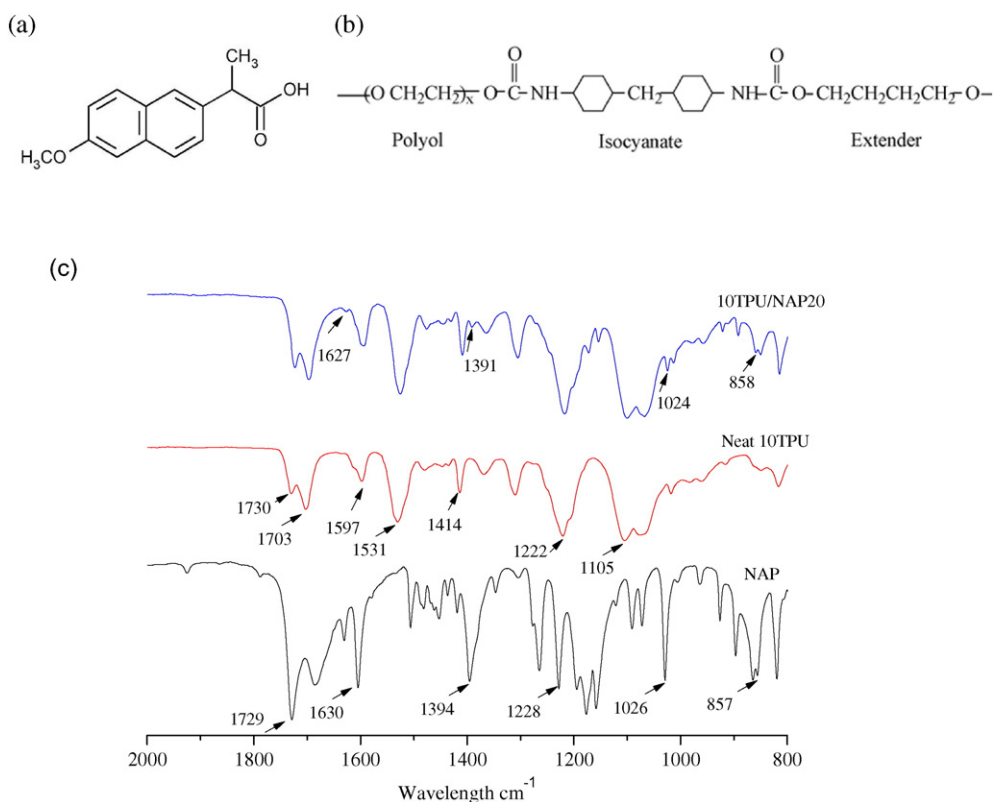 (a)
CH₃
OH
O
H₃CO
(b)
O
O
—(O CH₂CH₂)x—O—C—NH—CH₂—NH—C—O—CH₂CH₂CH₂CH₂—O—
Polyol Isocyanate Extender
(c)
10TPU/NAP20
1627
1391
1024
858
Neat 10TPU
1730
1703
1597
1531
1414
1222
1105
NAP
1729
1630
1394
1228
1026
857
2000 1800 1600 1400 1200 1000 800
Wavelength cm⁻¹